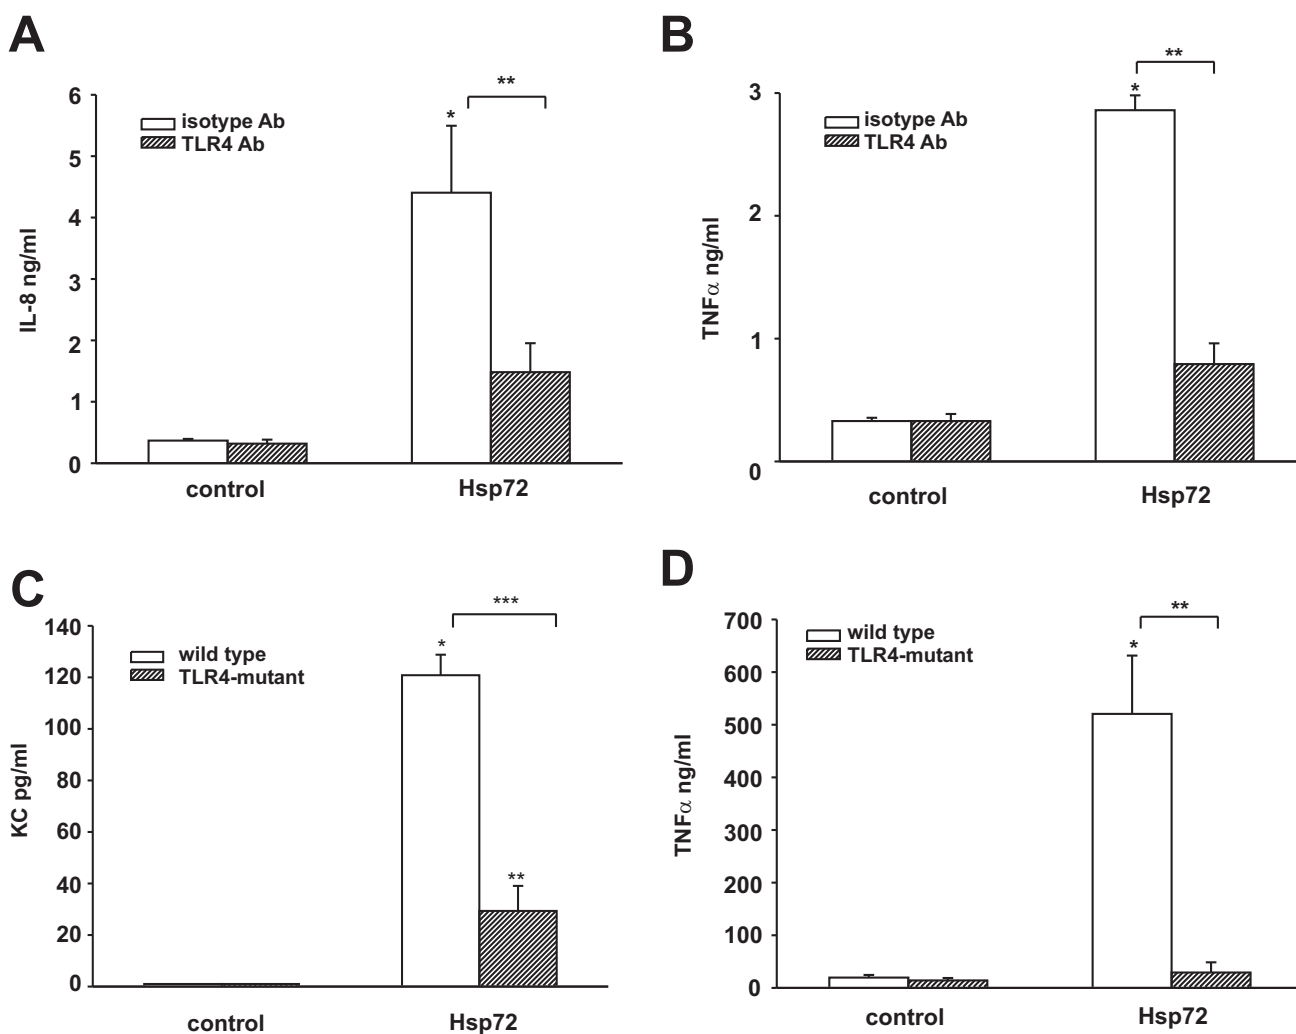 A
6
5
4
3
2
1
0
IL-8 ng/ml
isotype Ab
TLR4 Ab
*
**
control
Hsp72
B
3
2
1
0
TNFα ng/ml
isotype Ab
TLR4 Ab
*
**
control
Hsp72
C
140
120
100
80
60
40
20
0
KC pg/ml
wild type
TLR4-mutant
*
***
**
control
Hsp72
D
700
600
500
400
300
200
100
0
TNFα ng/ml
wild type
TLR4-mutant
*
**
control
Hsp72